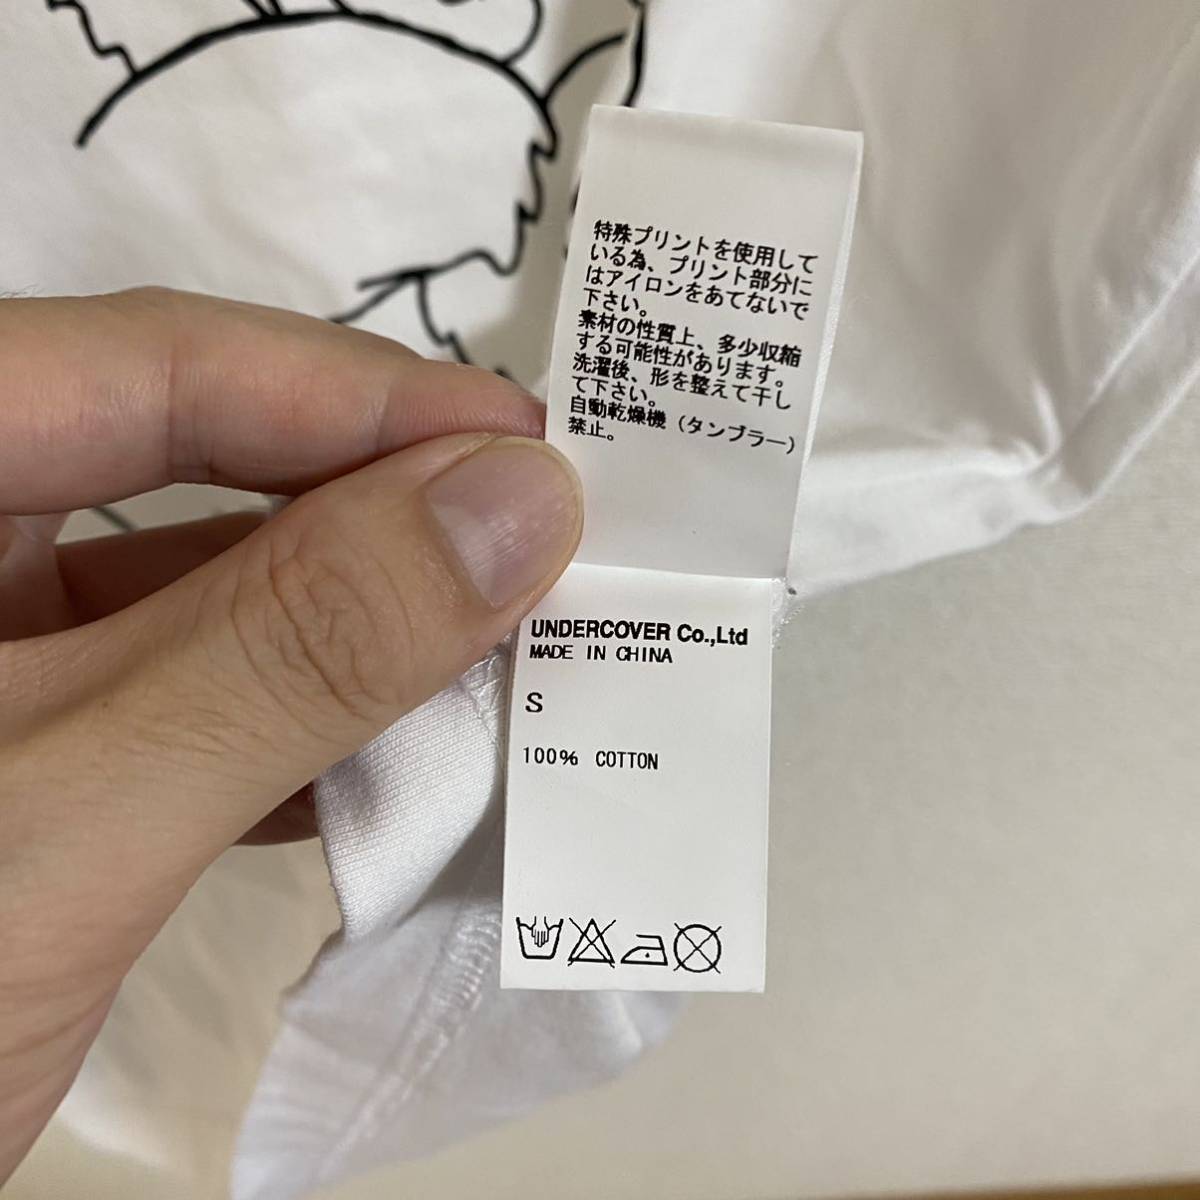 特殊プリントを使用して
いる為、プリント部分に
はアイロンをあてないで
下さい。
素材の性質上、多少収縮
する可能性があります。
洗濯後、形を整えて干し
て下さい。
自動乾燥機（タンブラー）
禁止。
UNDERCOVER Co.,Ltd
MADE IN CHINA
S
100% COTTON